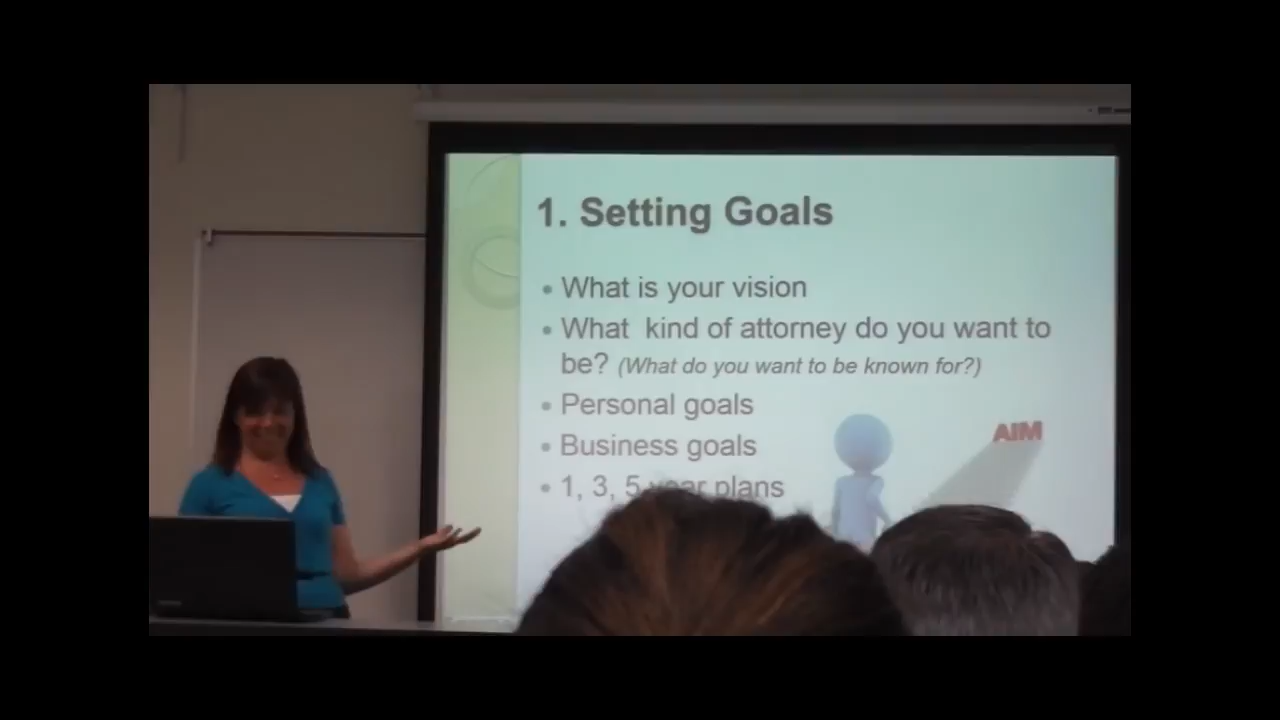 1. Setting Goals
• What is your vision
• What kind of attorney do you want to
be? (What do you want to be known for?)
• Personal goals
• Business goals
• 1, 3, 5 year plans
AIM